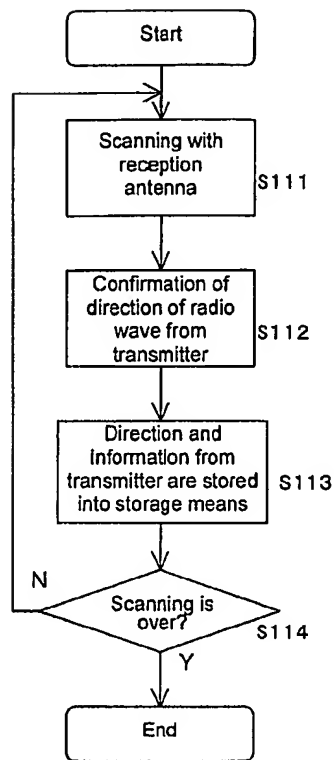 Start
Scanning with
reception
antenna
S111
Confirmation of
direction of radio
wave from
transmitter
S112
Direction and
information from
transmitter are stored
into storage means
S113
N
Scanning is
over?
S114
Y
End